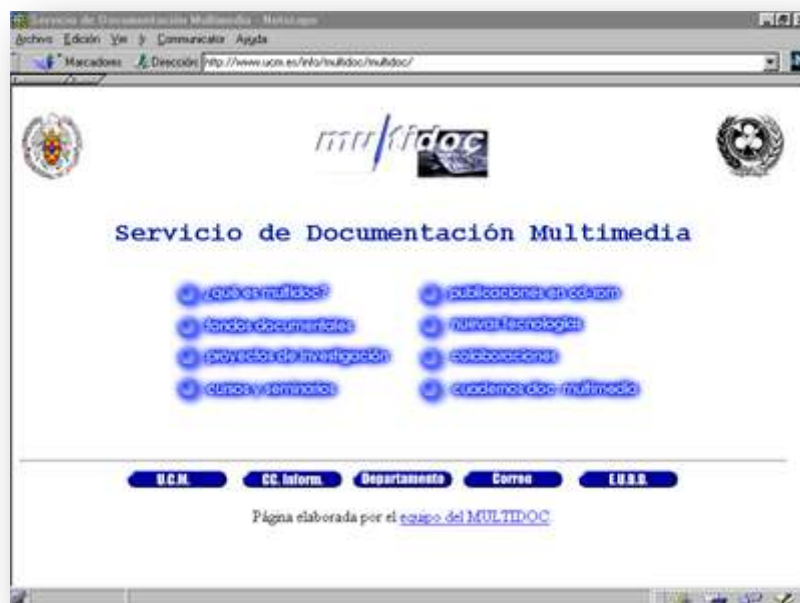 Servicio de Documentación Multimedia - Netscape
Archivo Edición Ver Ir Communicator Ayuda
Marcadores Dirección http://www.ucm.es/info/multidoc/multidoc/
multidoc
Servicio de Documentación Multimedia
¿qué es multidoc?
publicaciones en cd-rom
fondos documentales
nuevas tecnologías
proyectos de investigación
colaboraciones
cursos y seminarios
cuadernos doc. multimedia
U.C.M. CC. Inform. Departamento Correo E.U.B.D.
Página elaborada por el equipo del MULTIDOC.